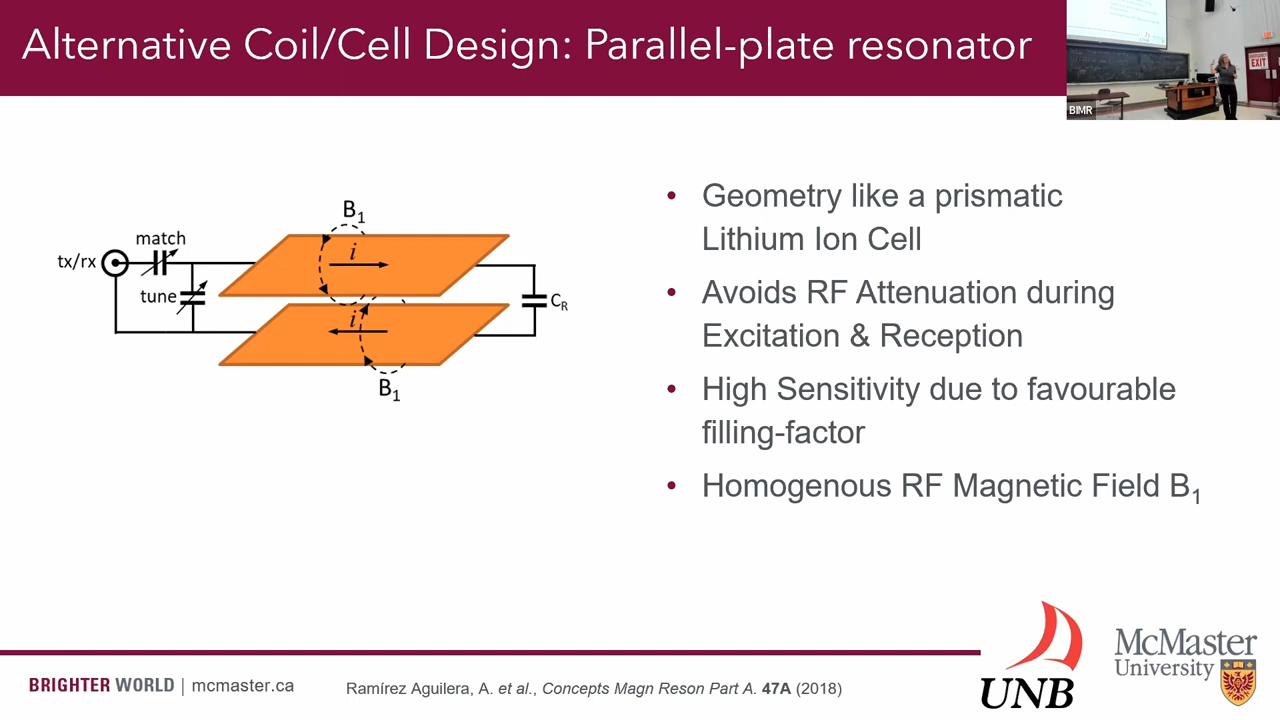 Alternative Coil/Cell Design: Parallel-plate resonator
EXIT
BIMR
B1
match
i
tx/rx
tune
CR
i
B1
• Geometry like a prismatic
Lithium Ion Cell
• Avoids RF Attenuation during
Excitation & Reception
• High Sensitivity due to favourable
filling-factor
• Homogenous RF Magnetic Field B1
BRIGHTER WORLD | mcmaster.ca
Ramírez Aguilera, A. et al., Concepts Magn Reson Part A. 47A (2018)
UNB
McMaster
University